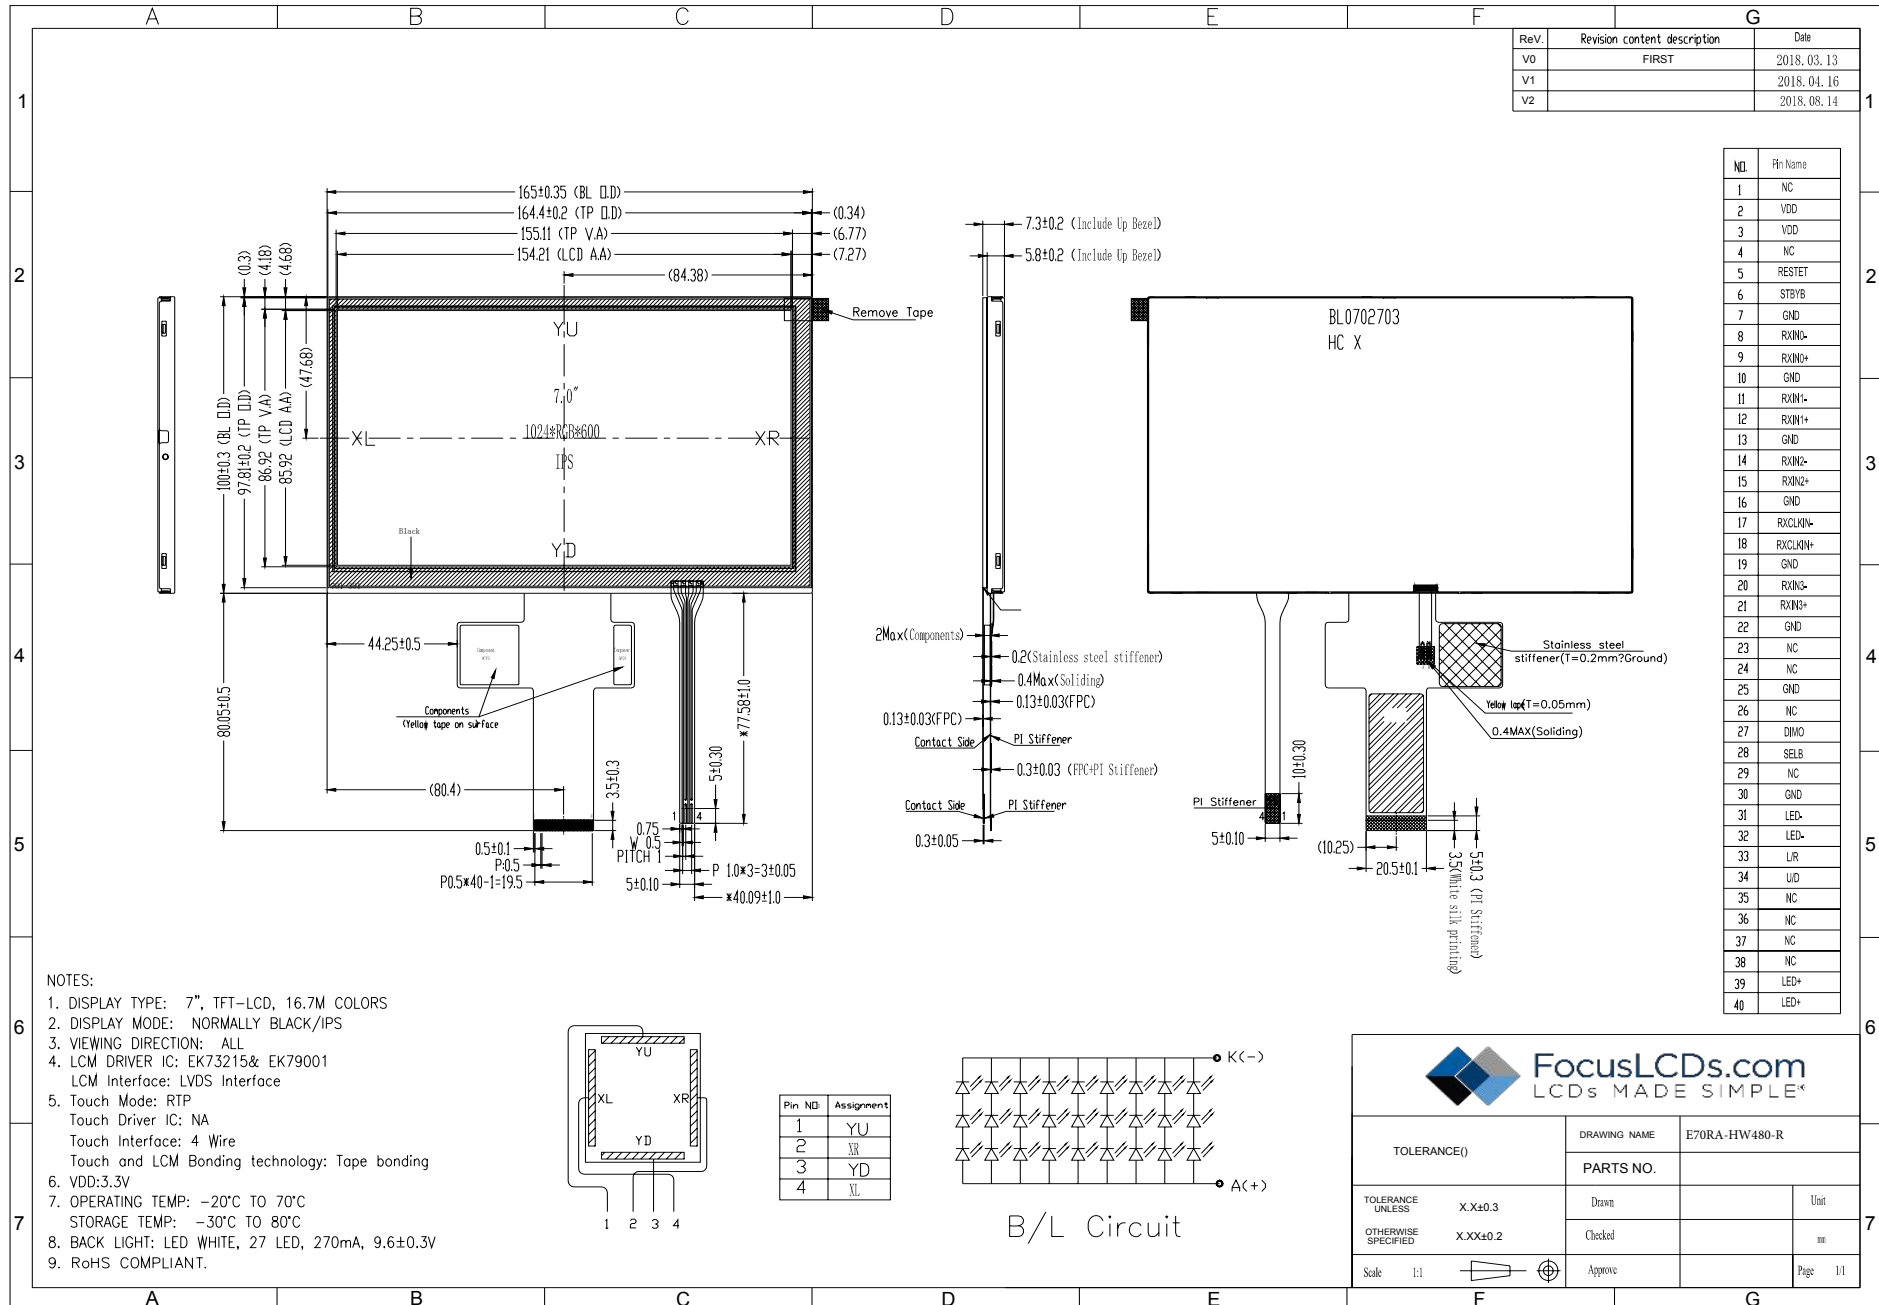 A B C D E F G
1 2 3 4 5 6 7
ReV. Revision content description Date
V0 FIRST 2018.03.13
V1 2018.04.16
V2 2018.08.14
165±0.35 (BL O.D)
164.4±0.2 (TP O.D)
155.11 (TP V.A)
154.21 (LCD A.A)
(84.38)
(0.34)
(6.77)
(7.27)
(0.3)
(4.18)
(4.68)
(47.68)
100±0.3 (BL O.D)
97.81±0.2 (TP O.D)
86.92 (TP V.A)
85.92 (LCD A.A)
Remove Tape
YU
7.0"
XL 1024*RGB*600 XR
IPS
Black
YD
44.25±0.5
80.05±0.5
Components
(Yellow tape on surface
(80.4)
3.5±0.3
5±0.30
*77.58±1.0
1 4
0.75
W 0.5
PITCH 1
P 1.0*3=3±0.05
5±0.10
*40.09±1.0
0.5±0.1
P:0.5
P0.5*40-1=19.5
7.3±0.2 (Include Up Bezel)
5.8±0.2 (Include Up Bezel)
2Max(Components)
0.2(Stainless steel stiffener)
0.4Max(Soliding)
0.13±0.03(FPC)
0.13±0.03(FPC)
Contact Side PI Stiffener
0.3±0.03 (FPC+PI Stiffener)
Contact Side PI Stiffener
0.3±0.05
BL0702703
HC X
Stainless steel
stiffener(T=0.2mm?Ground)
Yellow tape(T=0.05mm)
0.4MAX(Soliding)
10±0.30
PI Stiffener
4 1
5±0.10
(10.25)
20.5±0.1
3.5(White silk printing)
5±0.3 (PI Stiffener)
NO. Pin Name
1 NC
2 VDD
3 VDD
4 NC
5 RESTET
6 STBYB
7 GND
8 RXIN0-
9 RXIN0+
10 GND
11 RXIN1-
12 RXIN1+
13 GND
14 RXIN2-
15 RXIN2+
16 GND
17 RXCLKIN-
18 RXCLKIN+
19 GND
20 RXIN3-
21 RXIN3+
22 GND
23 NC
24 NC
25 GND
26 NC
27 DIMO
28 SELB
29 NC
30 GND
31 LED-
32 LED-
33 L/R
34 U/D
35 NC
36 NC
37 NC
38 NC
39 LED+
40 LED+
NOTES:
1. DISPLAY TYPE: 7", TFT-LCD, 16.7M COLORS
2. DISPLAY MODE: NORMALLY BLACK/IPS
3. VIEWING DIRECTION: ALL
4. LCM DRIVER IC: EK73215& EK79001
LCM Interface: LVDS Interface
5. Touch Mode: RTP
Touch Driver IC: NA
Touch Interface: 4 Wire
Touch and LCM Bonding technology: Tape bonding
6. VDD:3.3V
7. OPERATING TEMP: -20°C TO 70°C
STORAGE TEMP: -30°C TO 80°C
8. BACK LIGHT: LED WHITE, 27 LED, 270mA, 9.6±0.3V
9. RoHS COMPLIANT.
YU
XL XR
YD
1 2 3 4
Pin NO: Assignment
1 YU
2 XR
3 YD
4 XL
K(-)
A(+)
B/L Circuit
FocusLCDs.com
LCDs MADE SIMPLE
TOLERANCE()
DRAWING NAME E70RA-HW480-R
PARTS NO.
TOLERANCE UNLESS X.X±0.3
OTHERWISE SPECIFIED X.XX±0.2
Drawn Unit
Checked mm
Scale 1:1 Approve Page 1/1
A B C D E F G